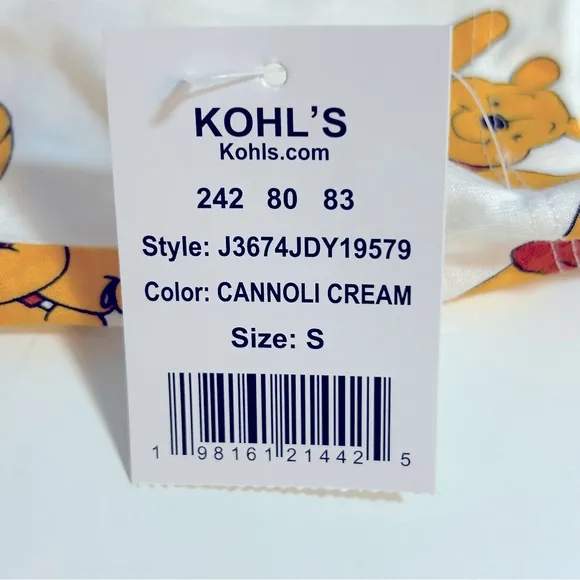 KOHL'S
Kohls.com
242 80 83
Style: J3674JDY19579
Color: CANNOLI CREAM
Size: S
1 98161 21442 5